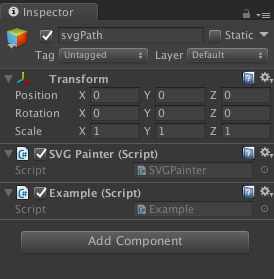 Inspector
svgPath
Static
Tag Untagged Layer Default
Transform
Position X 0 Y 0 Z 0
Rotation X 0 Y 0 Z 0
Scale X 1 Y 1 Z 1
SVG Painter (Script)
Script SVGPainter
Example (Script)
Script Example
Add Component